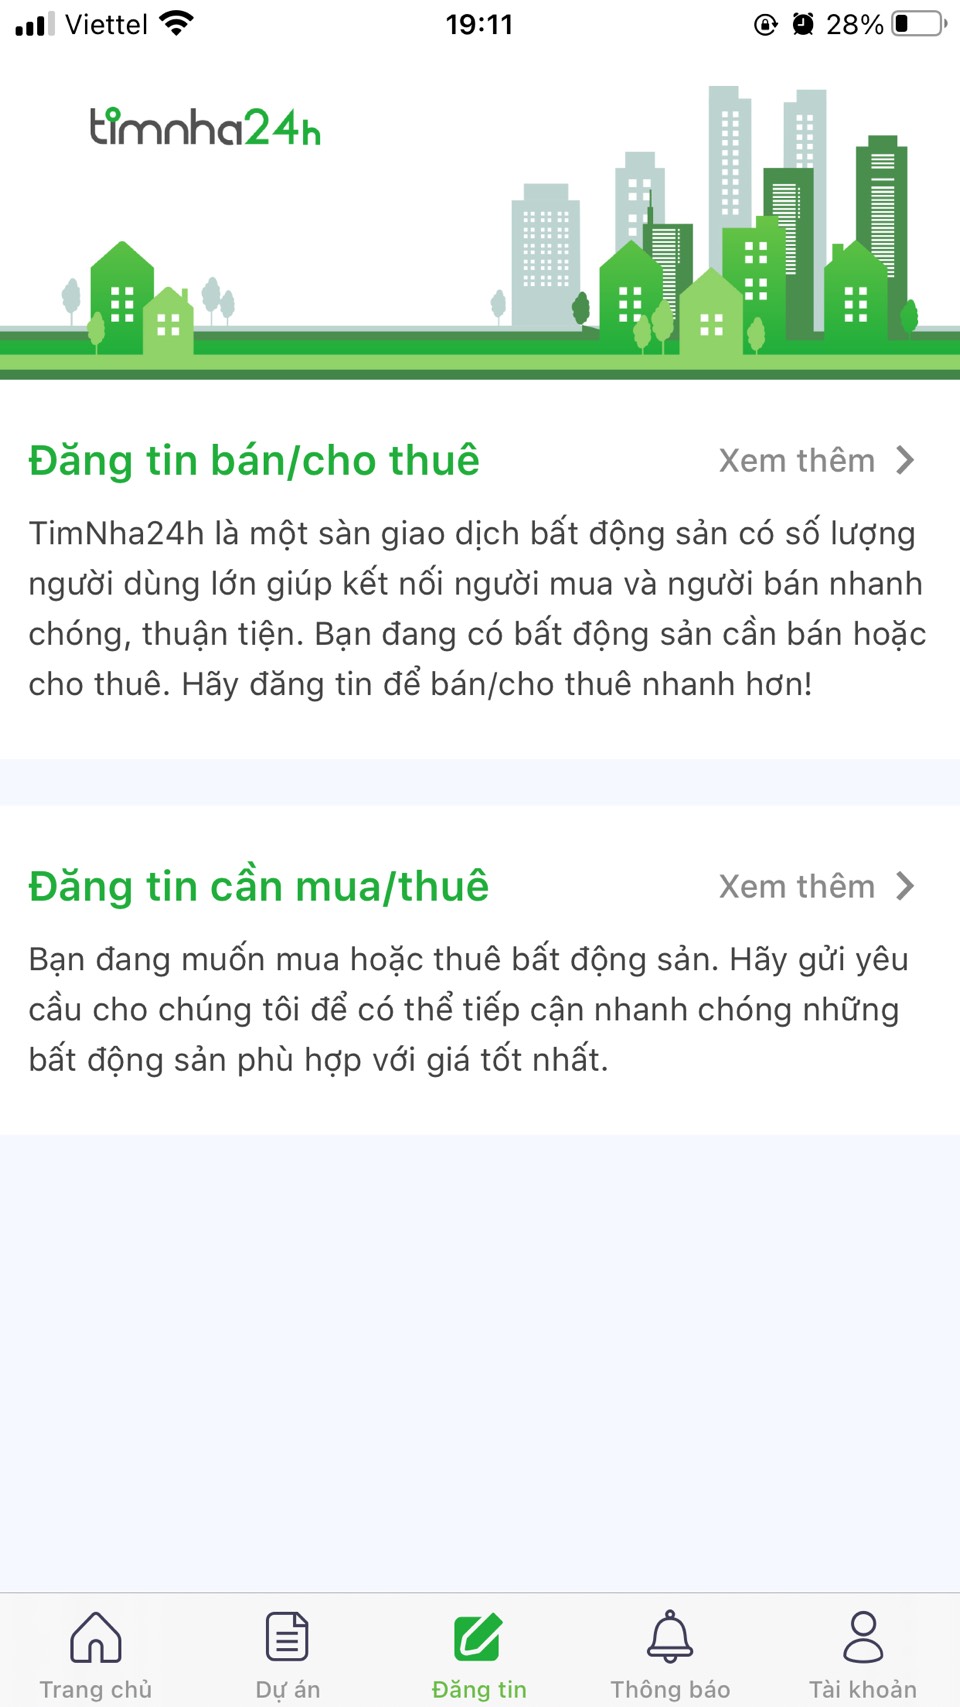 Viettel 19:11 28%
timnha24h
Đăng tin bán/cho thuê
Xem thêm
TimNha24h là một sàn giao dịch bất động sản có số lượng
người dùng lớn giúp kết nối người mua và người bán nhanh
chóng, thuận tiện. Bạn đang có bất động sản cần bán hoặc
cho thuê. Hãy đăng tin để bán/cho thuê nhanh hơn!
Đăng tin cần mua/thuê
Xem thêm
Bạn đang muốn mua hoặc thuê bất động sản. Hãy gửi yêu
cầu cho chúng tôi để có thể tiếp cận nhanh chóng những
bất động sản phù hợp với giá tốt nhất.
Trang chủ Dự án Đăng tin Thông báo Tài khoản